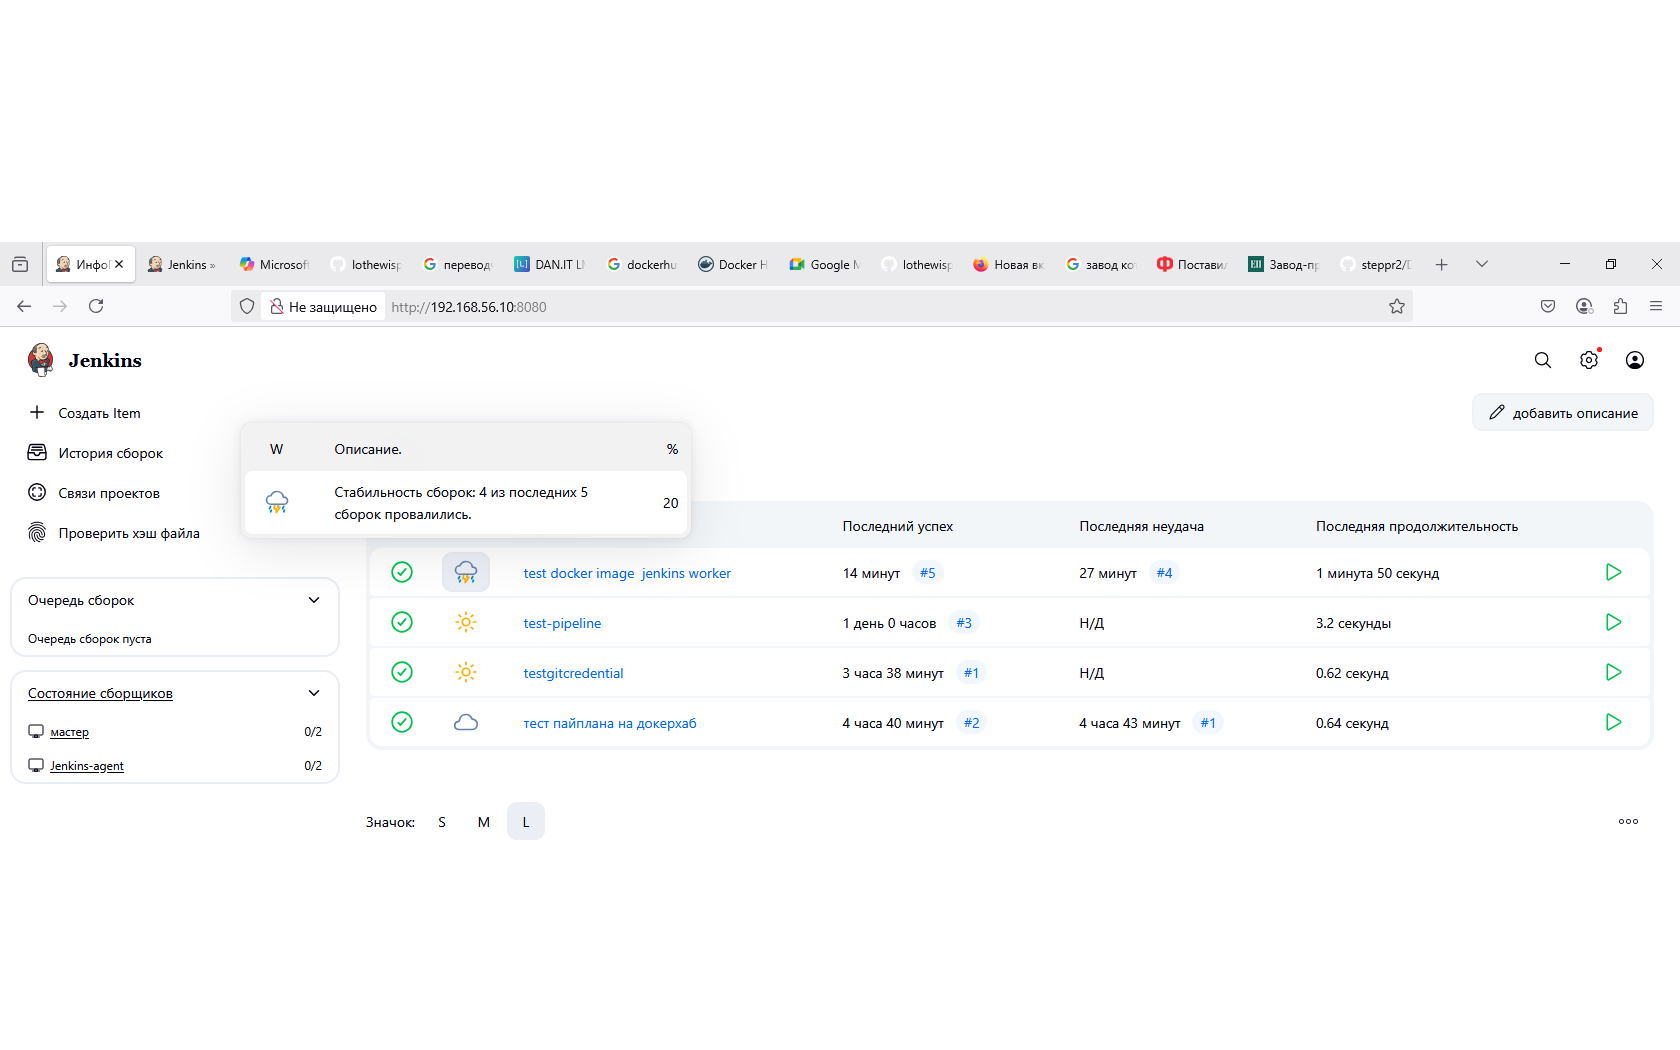 Инфо
Jenkins »
Microsoft
lothewisp
перевод
DAN.IT
dockerhu
Docker H
Google
lothewisp
Новая
завод
Постави
Завод-пр
steppr2/
Не защищено
http://192.168.56.10:8080
Jenkins
Создать Item
История сборок
Связи проектов
Проверить хэш файла
добавить описание
W Описание. %
Стабильность сборок: 4 из последних 5
сборок провалились.
20
Последний успех Последняя неудача Последняя продолжительность
test docker image jenkins worker 14 минут #5 27 минут #4 1 минута 50 секунд
test-pipeline 1 день 0 часов #3 Н/Д 3.2 секунды
testgitcredential 3 часа 38 минут #1 Н/Д 0.62 секунд
тест пайплана на докерхаб 4 часа 40 минут #2 4 часа 43 минут #1 0.64 секунд
Очередь сборок
Очередь сборок пуста
Состояние сборщиков
мастер 0/2
Jenkins-agent 0/2
Значок: S M L